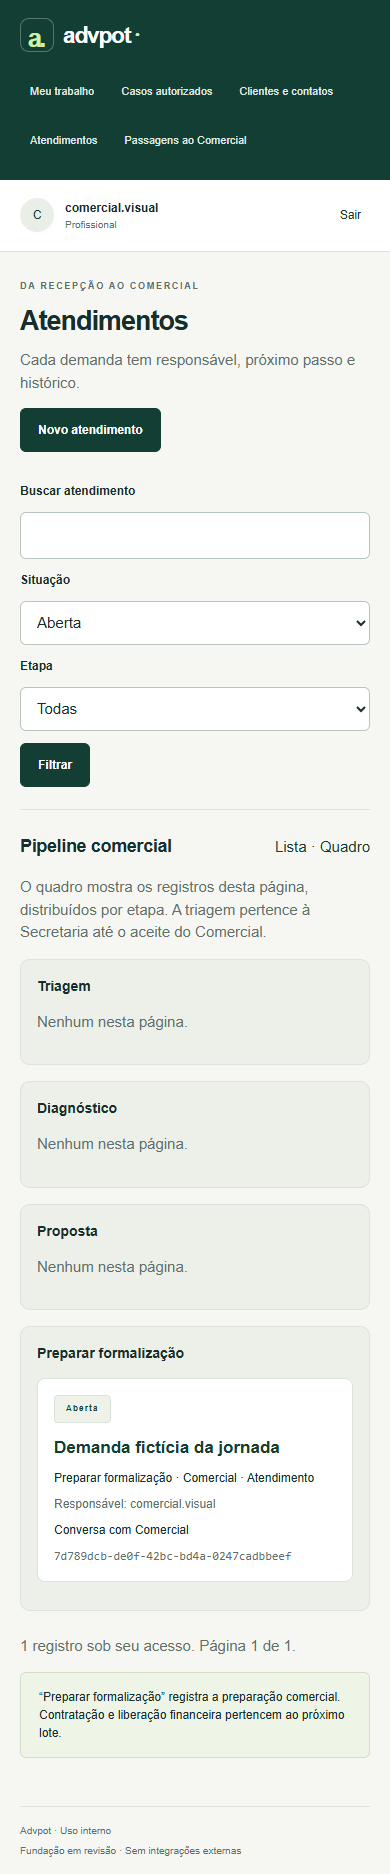 a.
advpot·
Meu trabalho
Casos autorizados
Clientes e contatos
Atendimentos
Passagens ao Comercial
C
comercial.visual
Profissional
Sair
DA RECEPÇÃO AO COMERCIAL
Atendimentos
Cada demanda tem responsável, próximo passo e
histórico.
Novo atendimento
Buscar atendimento
Situação
Aberta
Etapa
Todas
Filtrar
Pipeline comercial
Lista · Quadro
O quadro mostra os registros desta página,
distribuídos por etapa. A triagem pertence à
Secretaria até o aceite do Comercial.
Triagem
Nenhum nesta página.
Diagnóstico
Nenhum nesta página.
Proposta
Nenhum nesta página.
Preparar formalização
Aberta
Demanda fictícia da jornada
Preparar formalização · Comercial · Atendimento
Responsável: comercial.visual
Conversa com Comercial
7d789dcb-de0f-42bc-bd4a-0247cadbbeef
1 registro sob seu acesso. Página 1 de 1.
“Preparar formalização” registra a preparação comercial.
Contratação e liberação financeira pertencem ao próximo
lote.
Advpot · Uso interno
Fundação em revisão · Sem integrações externas